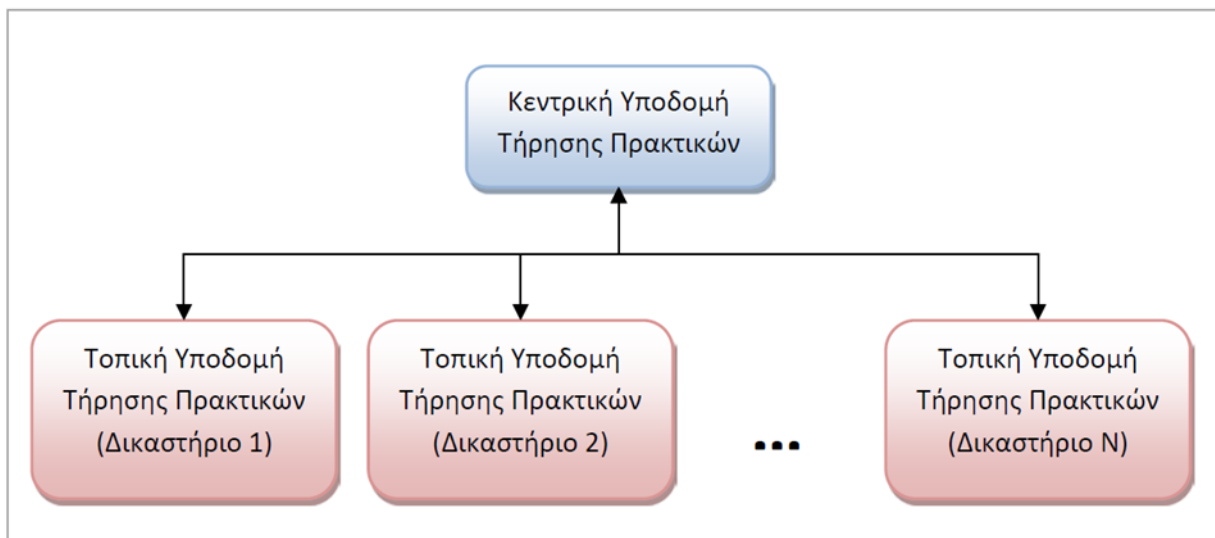 Κεντρική Υποδομή
Τήρησης Πρακτικών
Τοπική Υποδομή
Τήρησης Πρακτικών
(Δικαστήριο 1)
Τοπική Υποδομή
Τήρησης Πρακτικών
(Δικαστήριο 2)
...
Τοπική Υποδομή
Τήρησης Πρακτικών
(Δικαστήριο Ν)